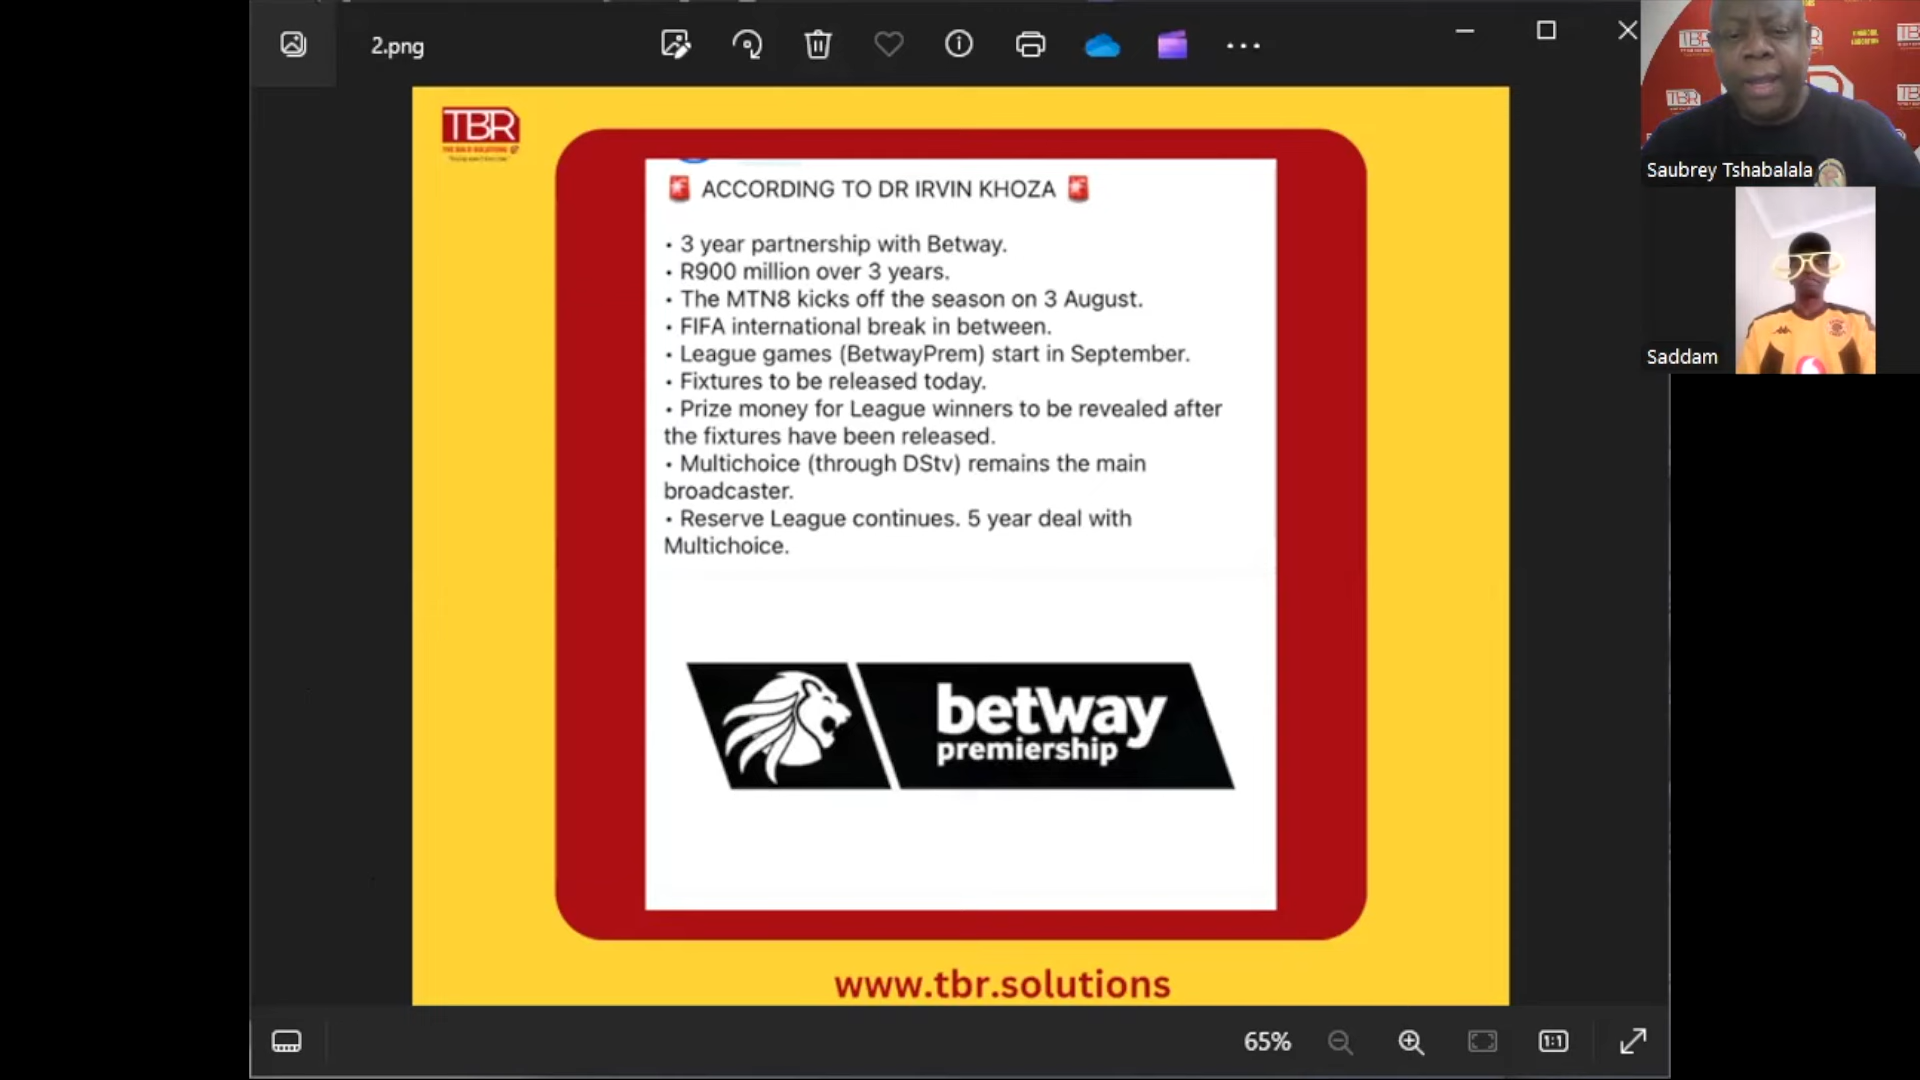 2.png
TBR
ACCORDING TO DR IRVIN KHOZA
• 3 year partnership with Betway.
• R900 million over 3 years.
• The MTN8 kicks off the season on 3 August.
• FIFA international break in between.
• League games (BetwayPrem) start in September.
• Fixtures to be released today.
• Prize money for League winners to be revealed after
the fixtures have been released.
• Multichoice (through DStv) remains the main
broadcaster.
• Reserve League continues. 5 year deal with
Multichoice.
betway
premiership
www.tbr.solutions
65%
1:1
Saubrey Tshabalala
Saddam
TBR
TBR